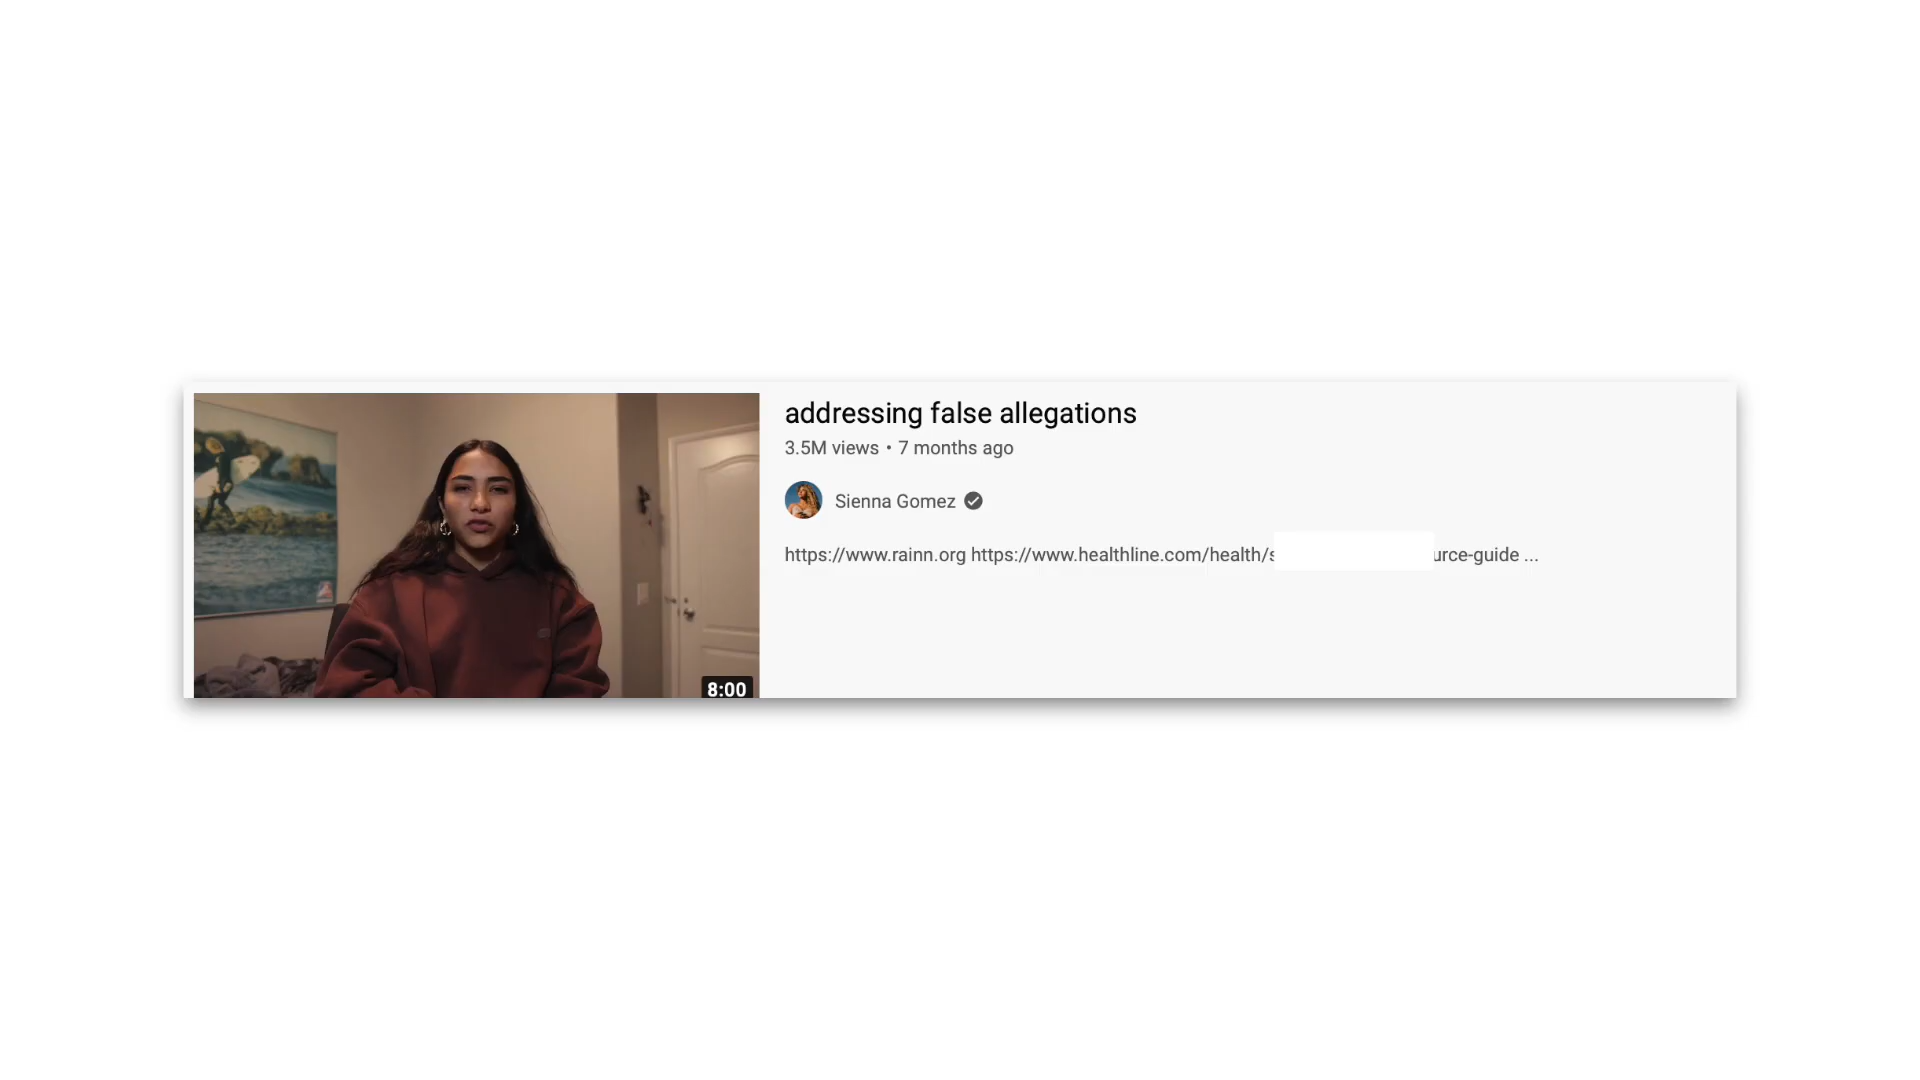 addressing false allegations
3.5M views • 7 months ago
Sienna Gomez
https://www.rainn.org https://www.healthline.com/health/s urce-guide ...
8:00